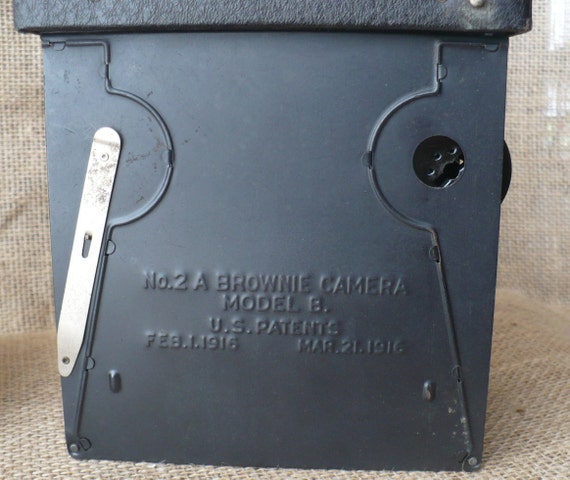 No.2 A BROWNIE CAMERA
MODEL B.
U.S. PATENTS
FEB.1.1916 MAR.21.1916